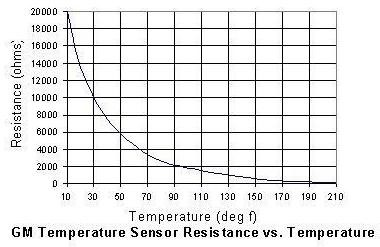 20000
18000
16000
14000
12000
10000
8000
6000
4000
2000
0
Resistance (ohms)
10 30 50 70 90 110 130 150 170 190 210
Temperature (deg f)
GM Temperature Sensor Resistance vs. Temperature